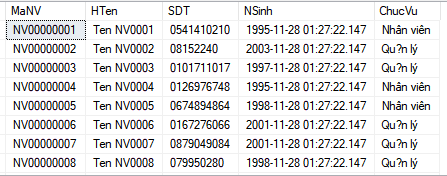 MaNV HTen SDT NSinh ChucVu
NV00000001 Ten NV0001 0541410210 1995-11-28 01:27:22.147 Nhân viên
NV00000002 Ten NV0002 08152240 2003-11-28 01:27:22.147 Qu?n lý
NV00000003 Ten NV0003 0101711017 1997-11-28 01:27:22.147 Qu?n lý
NV00000004 Ten NV0004 0126976748 1995-11-28 01:27:22.147 Nhân viên
NV00000005 Ten NV0005 0674894864 1998-11-28 01:27:22.147 Nhân viên
NV00000006 Ten NV0006 0167276066 2001-11-28 01:27:22.147 Qu?n lý
NV00000007 Ten NV0007 0879049084 2001-11-28 01:27:22.147 Qu?n lý
NV00000008 Ten NV0008 079950280 1998-11-28 01:27:22.147 Qu?n lý